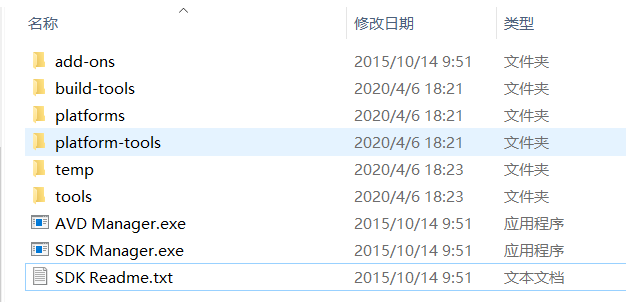 名称 修改日期 类型
add-ons 2015/10/14 9:51 文件夹
build-tools 2020/4/6 18:21 文件夹
platforms 2020/4/6 18:21 文件夹
platform-tools 2020/4/6 18:21 文件夹
temp 2020/4/6 18:23 文件夹
tools 2020/4/6 18:23 文件夹
AVD Manager.exe 2015/10/14 9:51 应用程序
SDK Manager.exe 2015/10/14 9:51 应用程序
SDK Readme.txt 2015/10/14 9:51 文本文档